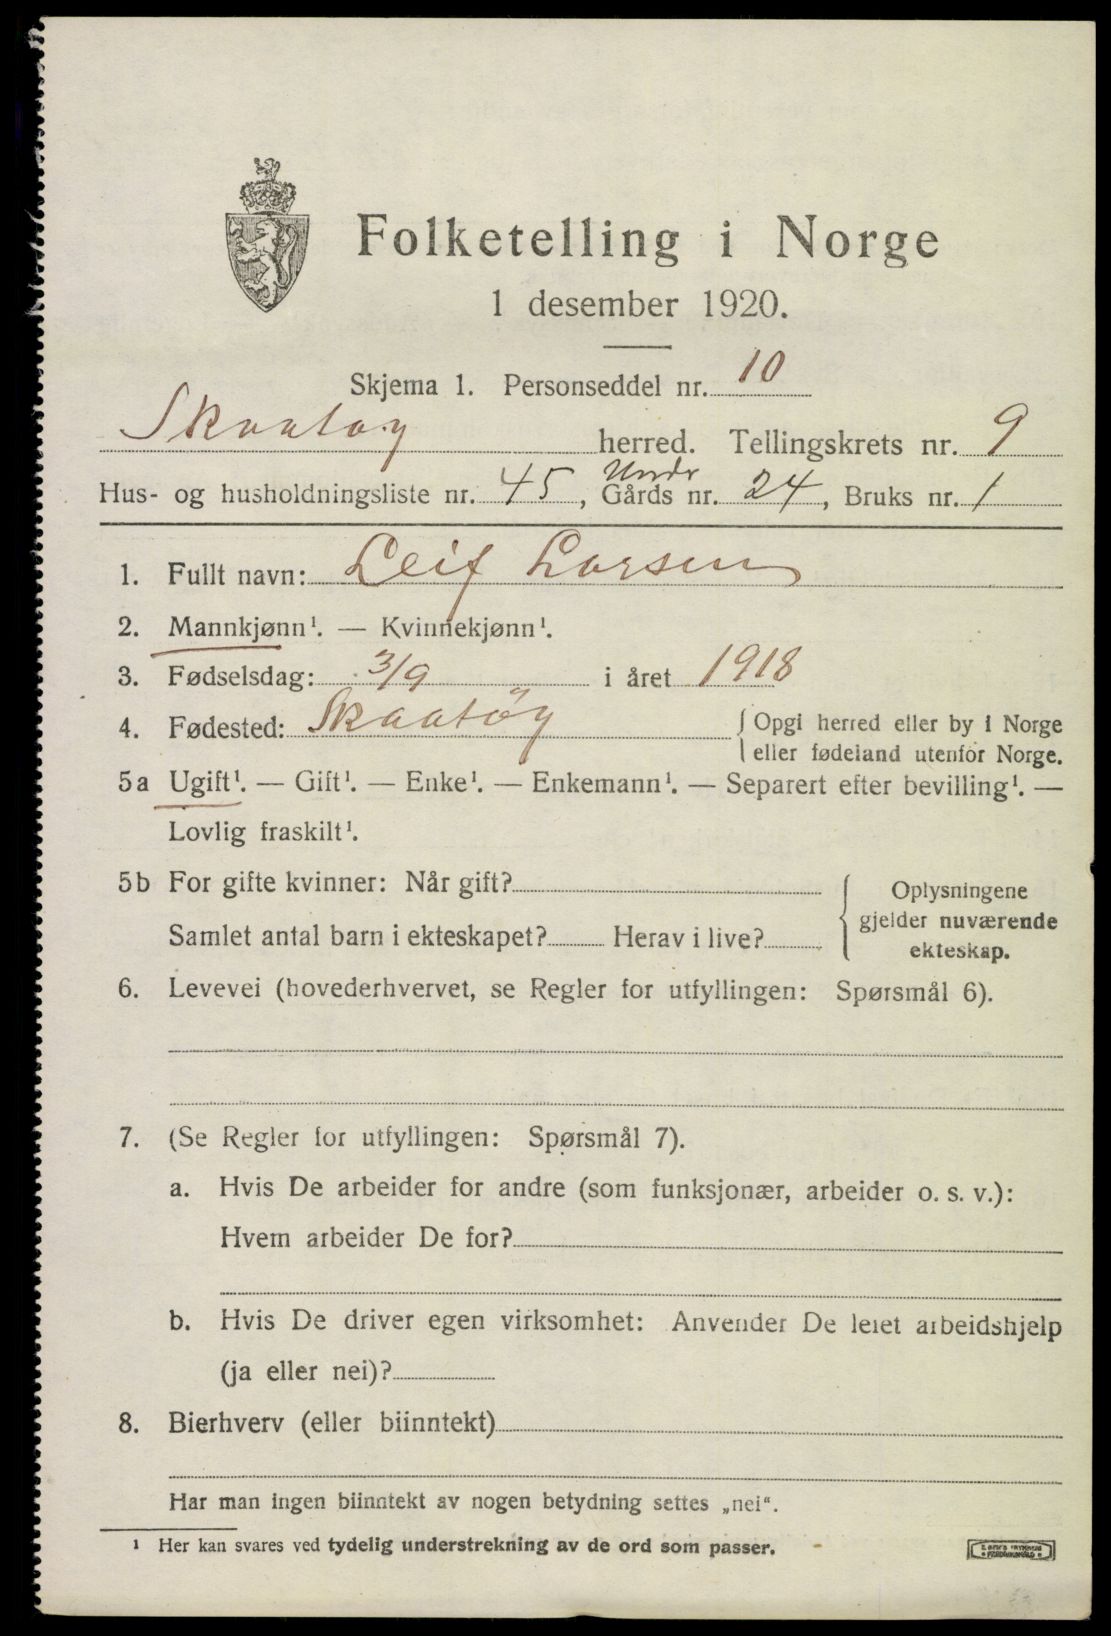 Folketelling i Norge
1 desember 1920.
Skjema 1. Personseddel nr. 10
Skaatøy herred. Tellingskrets nr. 9
Hus- og husholdningsliste nr. 45, Gårds nr. 24, Bruks nr. 1
1. Fullt navn: Leif Larsen
2. Mannkjønn¹. — Kvinnekjønn¹.
3. Fødselsdag: 3/9 i året 1918
4. Fødested: Skaatøy { Opgi herred eller by i Norge
eller fødeland utenfor Norge.
5a Ugift¹. — Gift¹. — Enke¹. — Enkemann¹. — Separert efter bevilling¹. —
Lovlig fraskilt¹.
5b For gifte kvinner: Når gift?
Samlet antal barn i ekteskapet? Herav i live?
Oplysningene
gjelder nuværende
ekteskap.
6. Levevei (hovederhvervet, se Regler for utfyllingen: Spørsmål 6).
7. (Se Regler for utfyllingen: Spørsmål 7).
a. Hvis De arbeider for andre (som funksjonær, arbeider o. s. v.):
Hvem arbeider De for?
b. Hvis De driver egen virksomhet: Anvender De leiet arbeidshjelp
(ja eller nei)?
8. Bierhverv (eller biinntekt)
Har man ingen biinntekt av nogen betydning settes „nei“.
¹ Her kan svares ved tydelig understrekning av de ord som passer.